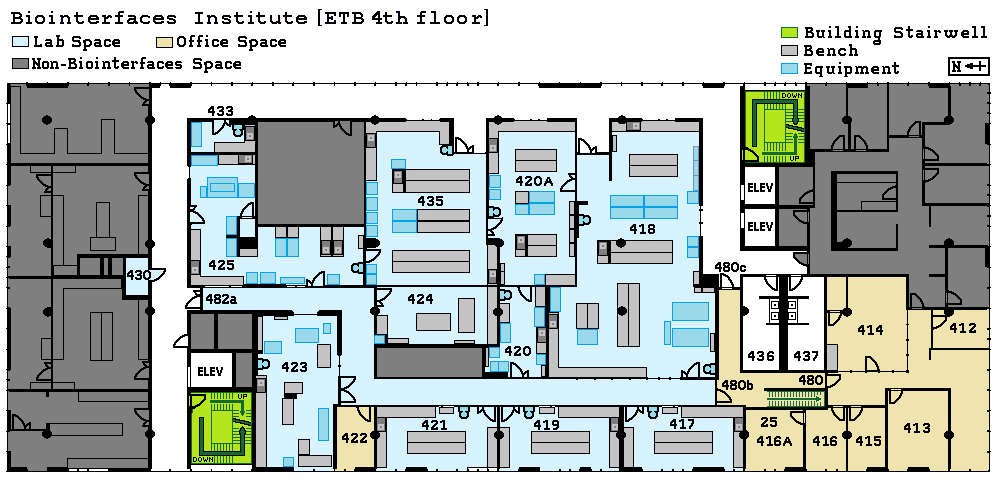 Biointerfaces Institute [ETB 4th floor]
Lab Space
Office Space
Non-Biointerfaces Space
Building Stairwell
Bench
Equipment
N
DOWN
UP
433
420A
435
418
ELEV
ELEV
425
430
480c
482a
424
412
414
420
436
437
423
ELEV
480b
480
UP
DOWN
422
421
419
417
25
416A
416
415
413